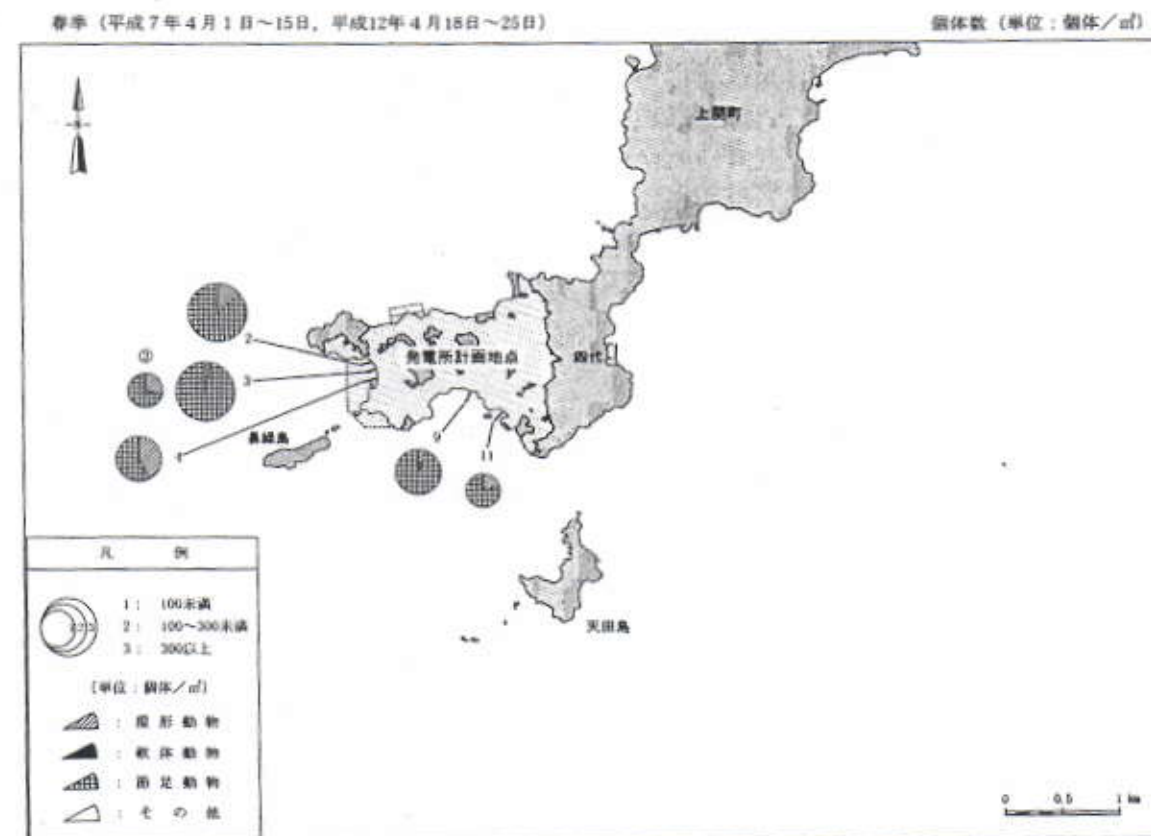 春季（平成7年4月1日～15日，平成12年4月18日～25日）
個体数（単位：個体／㎡）
N
上関町
2
発電所計画地点
四代
③
3
鼻繰島
4
9
11
凡 例
1： 100未満
2： 100～300未満
3： 300以上
（単位：個体／㎡）
： 環 形 動 物
： 軟 体 動 物
： 節 足 動 物
： そ の 他
天田島
0 0.5 1 km